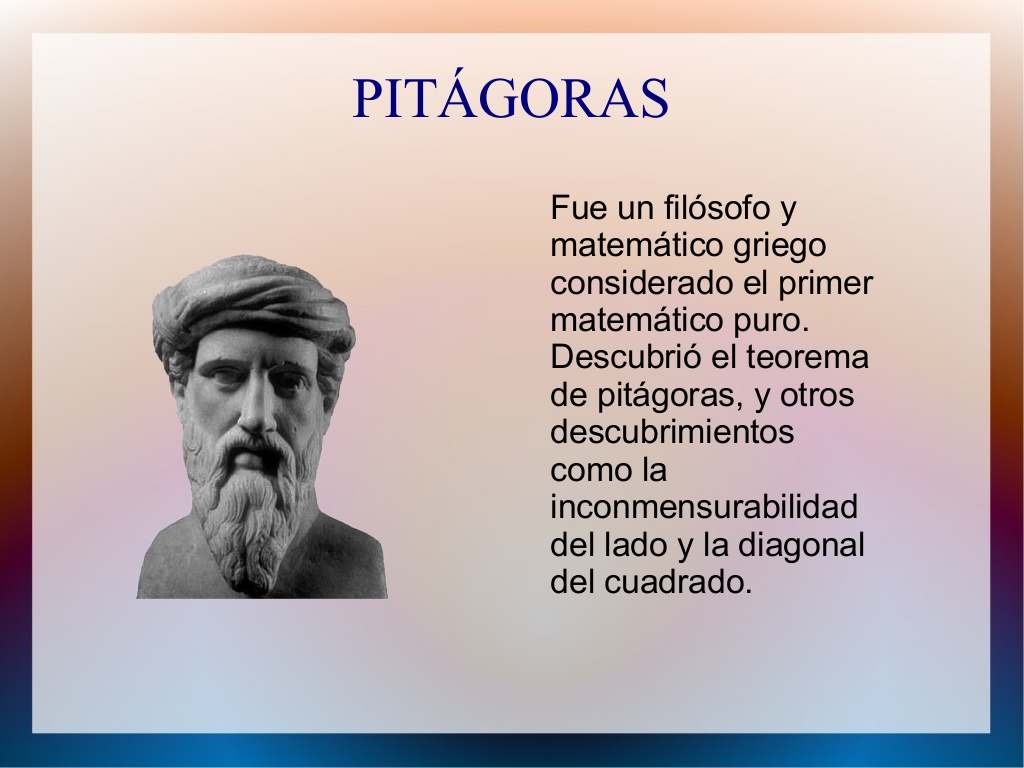 PITÁGORAS
Fue un filósofo y
matemático griego
considerado el primer
matemático puro.
Descubrió el teorema
de pitágoras, y otros
descubrimientos
como la
inconmensurabilidad
del lado y la diagonal
del cuadrado.